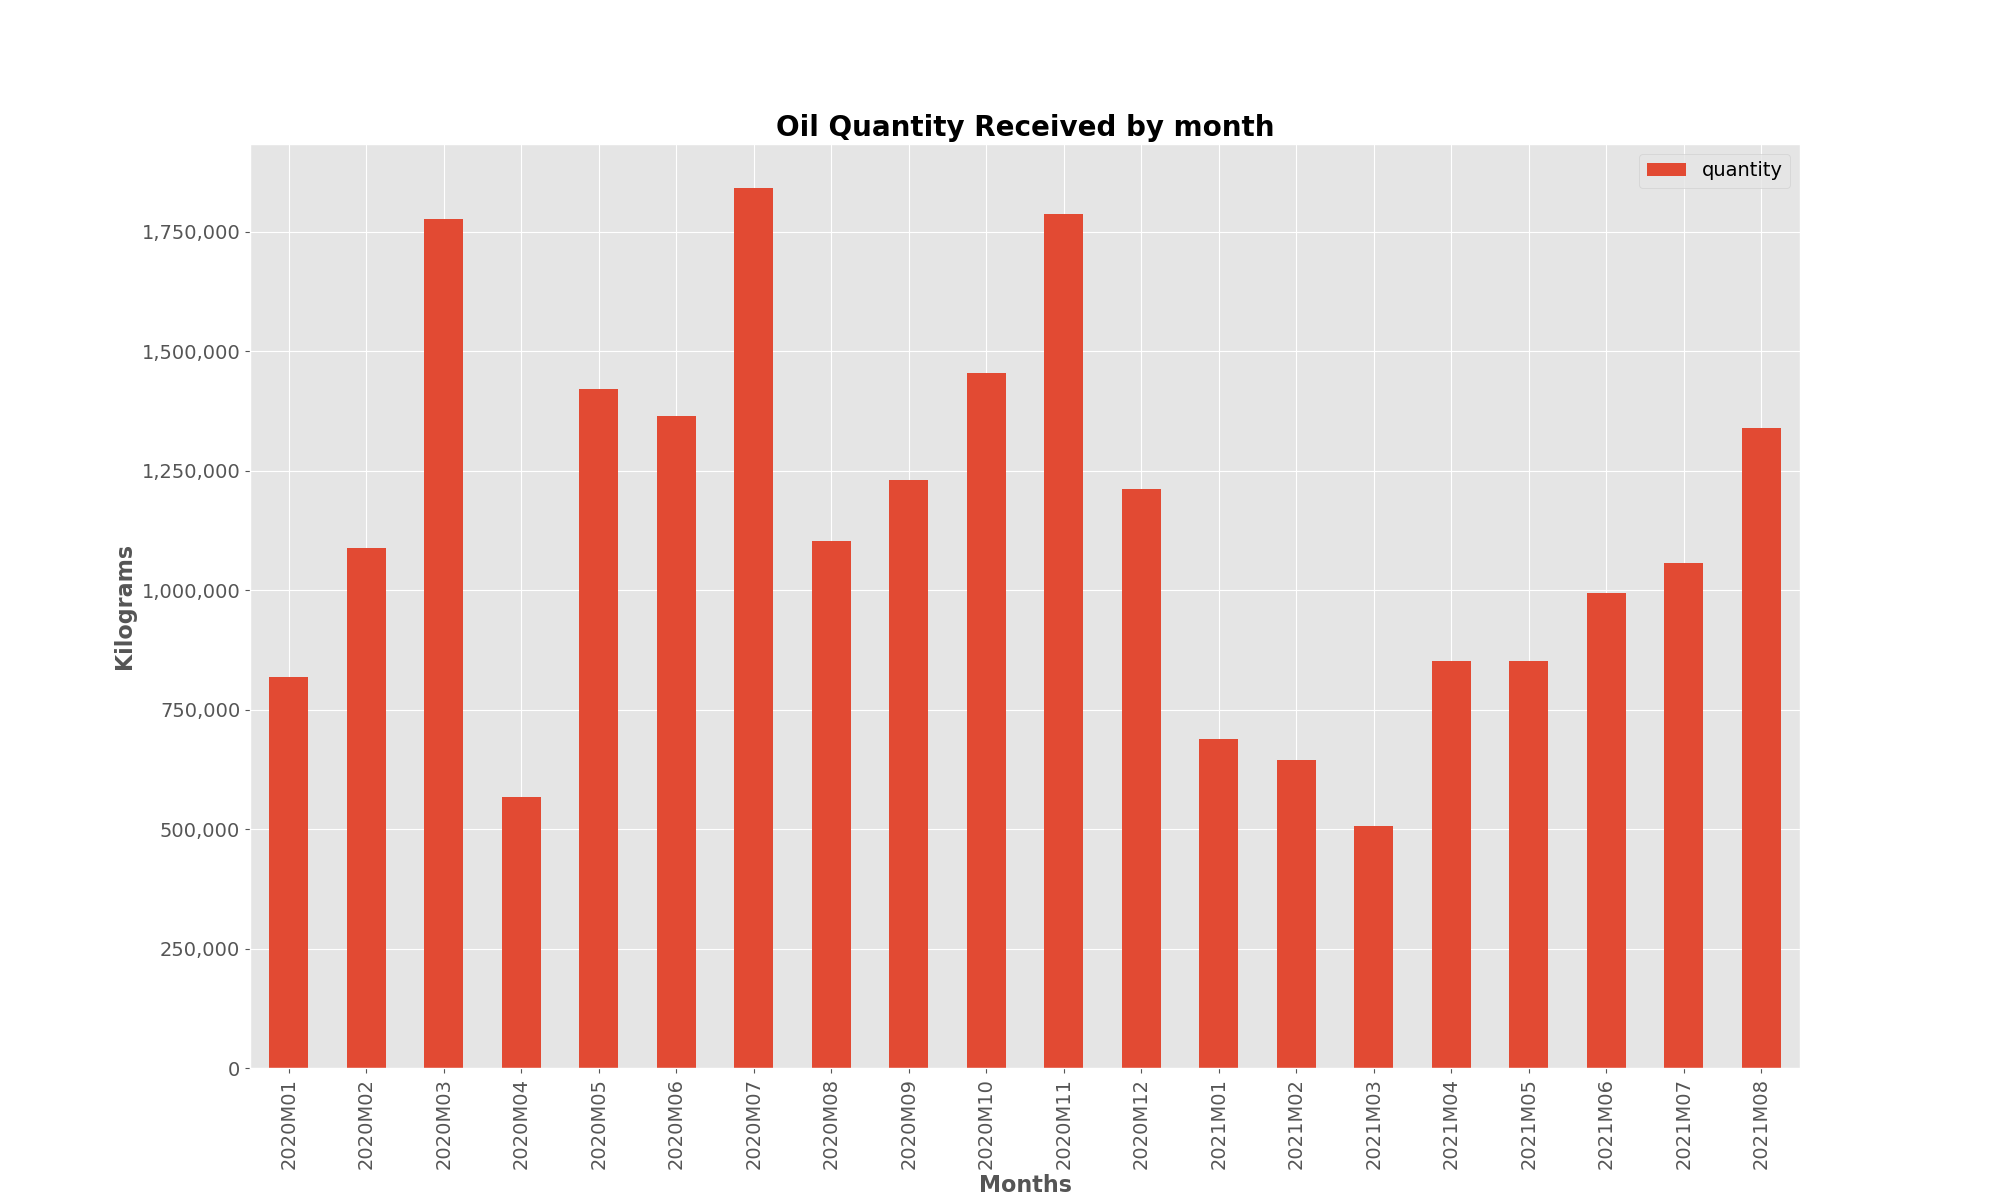 Oil Quantity Received by month
quantity
1,750,000
1,500,000
1,250,000
1,000,000
750,000
500,000
250,000
0
Kilograms
2020M01
2020M02
2020M03
2020M04
2020M05
2020M06
2020M07
2020M08
2020M09
2020M10
2020M11
2020M12
2021M01
2021M02
2021M03
2021M04
2021M05
2021M06
2021M07
2021M08
Months